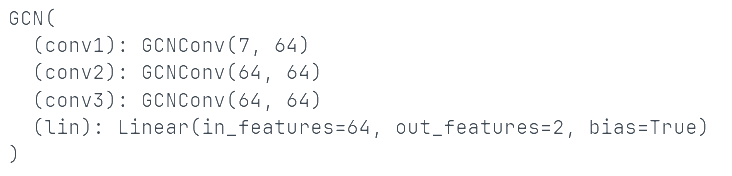 GCN(
  (conv1): GCNConv(7, 64)
  (conv2): GCNConv(64, 64)
  (conv3): GCNConv(64, 64)
  (lin): Linear(in_features=64, out_features=2, bias=True)
)